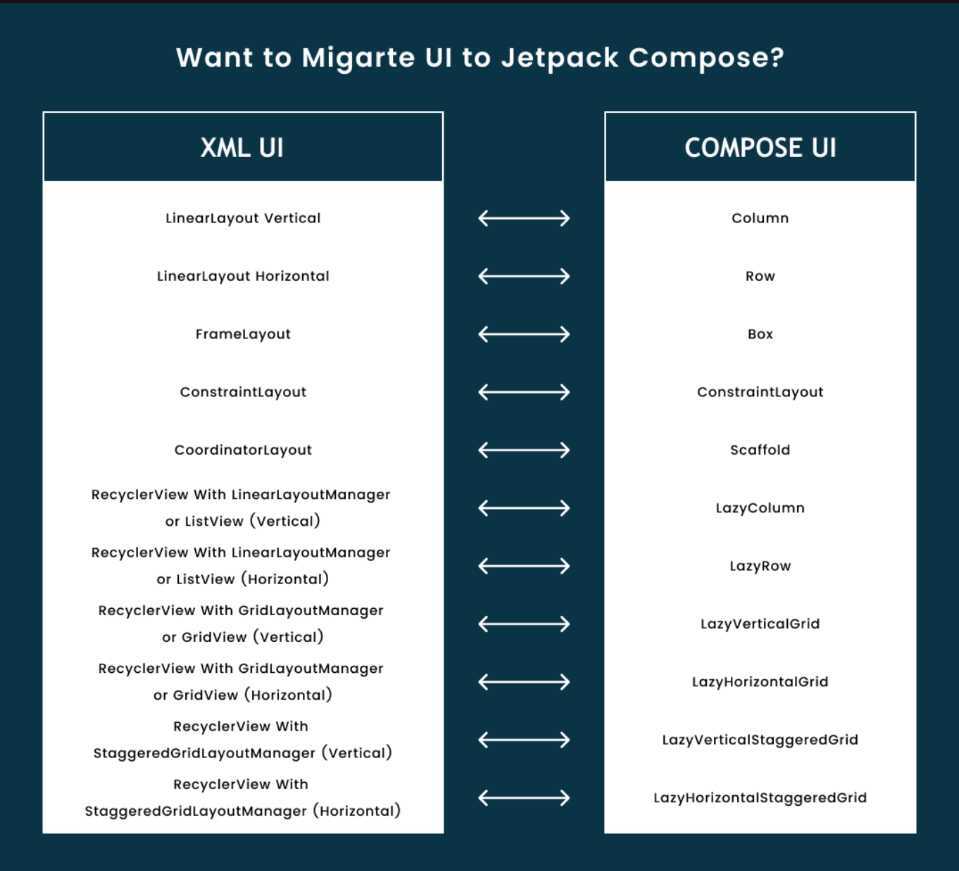 Want to Migarte UI to Jetpack Compose?
XML UI
COMPOSE UI
LinearLayout Vertical
Column
LinearLayout Horizontal
Row
FrameLayout
Box
ConstraintLayout
ConstraintLayout
CoordinatorLayout
Scaffold
RecyclerView With LinearLayoutManager
or ListView (Vertical)
LazyColumn
RecyclerView With LinearLayoutManager
or ListView (Horizontal)
LazyRow
RecyclerView With GridLayoutManager
or GridView (Vertical)
LazyVerticalGrid
RecyclerView With GridLayoutManager
or GridView (Horizontal)
LazyHorizontalGrid
RecyclerView With
StaggeredGridLayoutManager (Vertical)
LazyVerticalStaggeredGrid
RecyclerView With
StaggeredGridLayoutManager (Horizontal)
LazyHorizontalStaggeredGrid